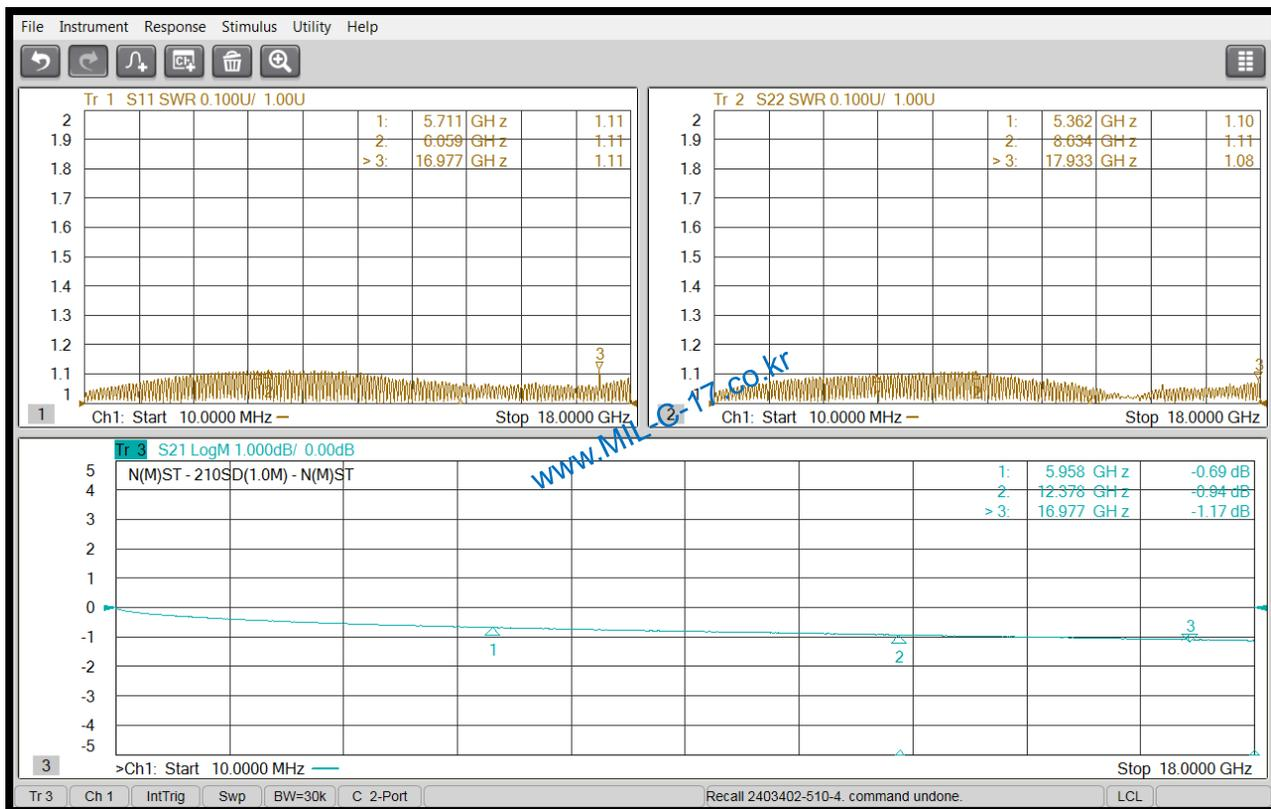 File Instrument Response Stimulus Utility Help
CH
Tr 1 S11 SWR 0.100U/ 1.00U
2
1.9
1.8
1.7
1.6
1.5
1.4
1.3
1.2
1.1
1
1: 5.711 GHz 1.11
2: 6.059 GHz 1.11
> 3: 16.977 GHz 1.11
2
3
1
Ch1: Start 10.0000 MHz
Stop 18.0000 GHz
Tr 2 S22 SWR 0.100U/ 1.00U
2
1.9
1.8
1.7
1.6
1.5
1.4
1.3
1.2
1.1
1
1: 5.362 GHz 1.10
2: 8.634 GHz 1.11
> 3: 17.933 GHz 1.08
3
2
Ch1: Start 10.0000 MHz
Stop 18.0000 GHz
www.MIL-C-17.co.kr
Tr 3 S21 LogM 1.000dB/ 0.00dB
N(M)ST - 210SD(1.0M) - N(M)ST
5
4
3
2
1
0
-1
-2
-3
-4
-5
1: 5.958 GHz -0.69 dB
2: 12.378 GHz -0.94 dB
> 3: 16.977 GHz -1.17 dB
1
2
3
3
>Ch1: Start 10.0000 MHz
Stop 18.0000 GHz
Tr 3 Ch 1 IntTrig Swp BW=30k C 2-Port Recall 2403402-510-4. command undone. LCL